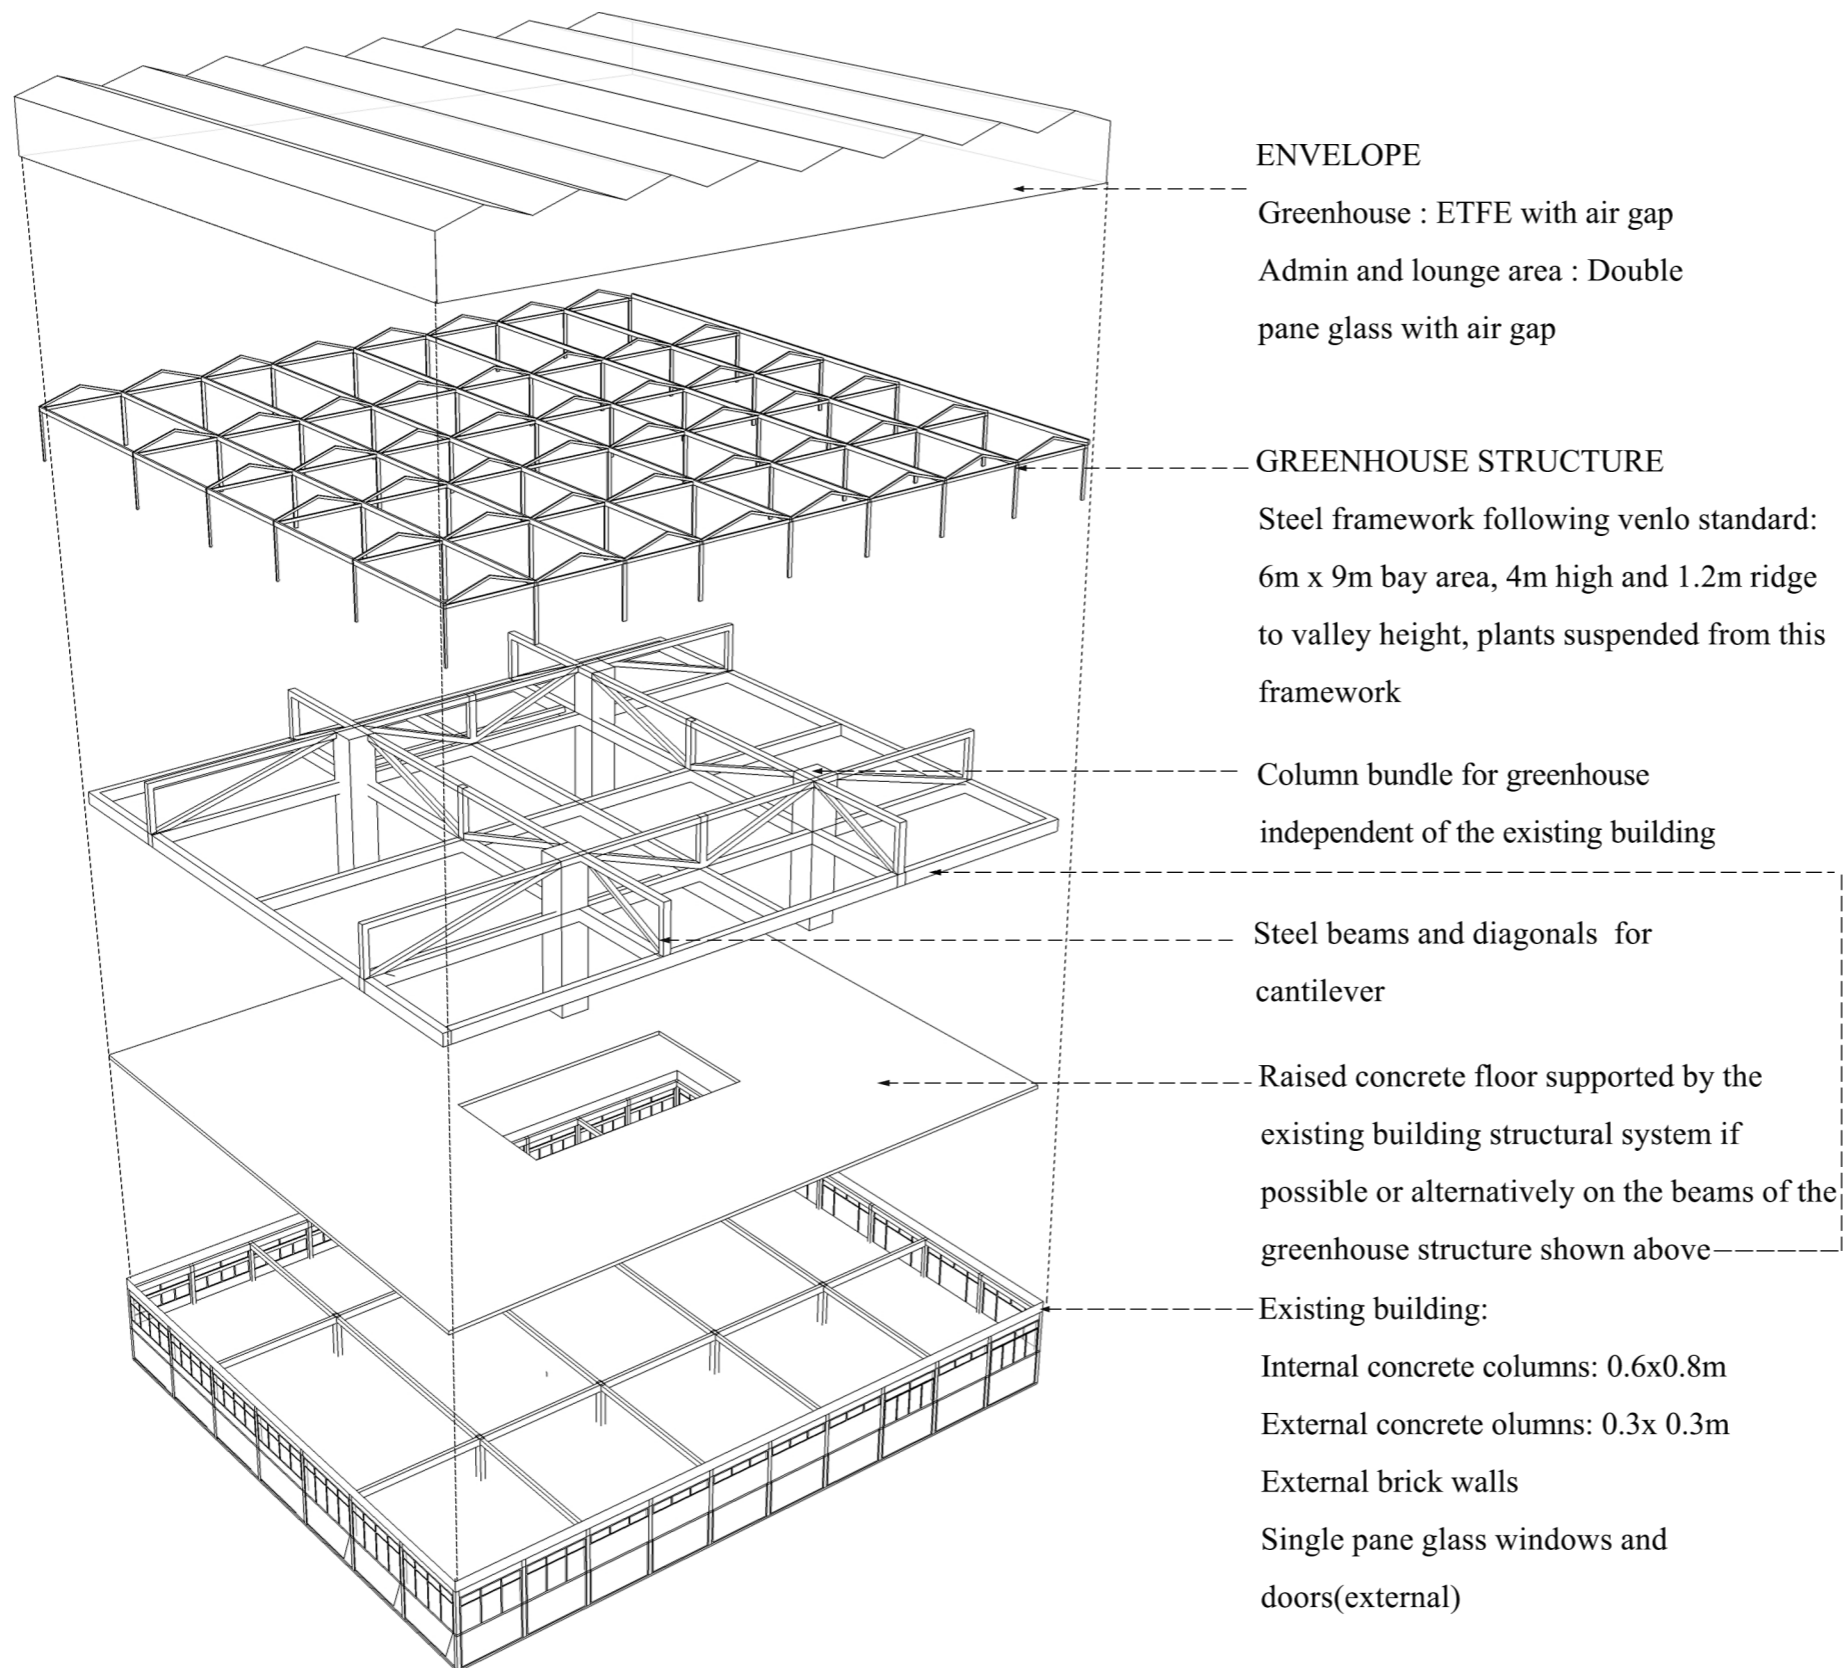 ENVELOPE
Greenhouse : ETFE with air gap
Admin and lounge area : Double
pane glass with air gap
GREENHOUSE STRUCTURE
Steel framework following venlo standard:
6m x 9m bay area, 4m high and 1.2m ridge
to valley height, plants suspended from this
framework
Column bundle for greenhouse
independent of the existing building
Steel beams and diagonals for
cantilever
Raised concrete floor supported by the
existing building structural system if
possible or alternatively on the beams of the
greenhouse structure shown above
Existing building:
Internal concrete columns: 0.6x0.8m
External concrete olumns: 0.3x 0.3m
External brick walls
Single pane glass windows and
doors(external)